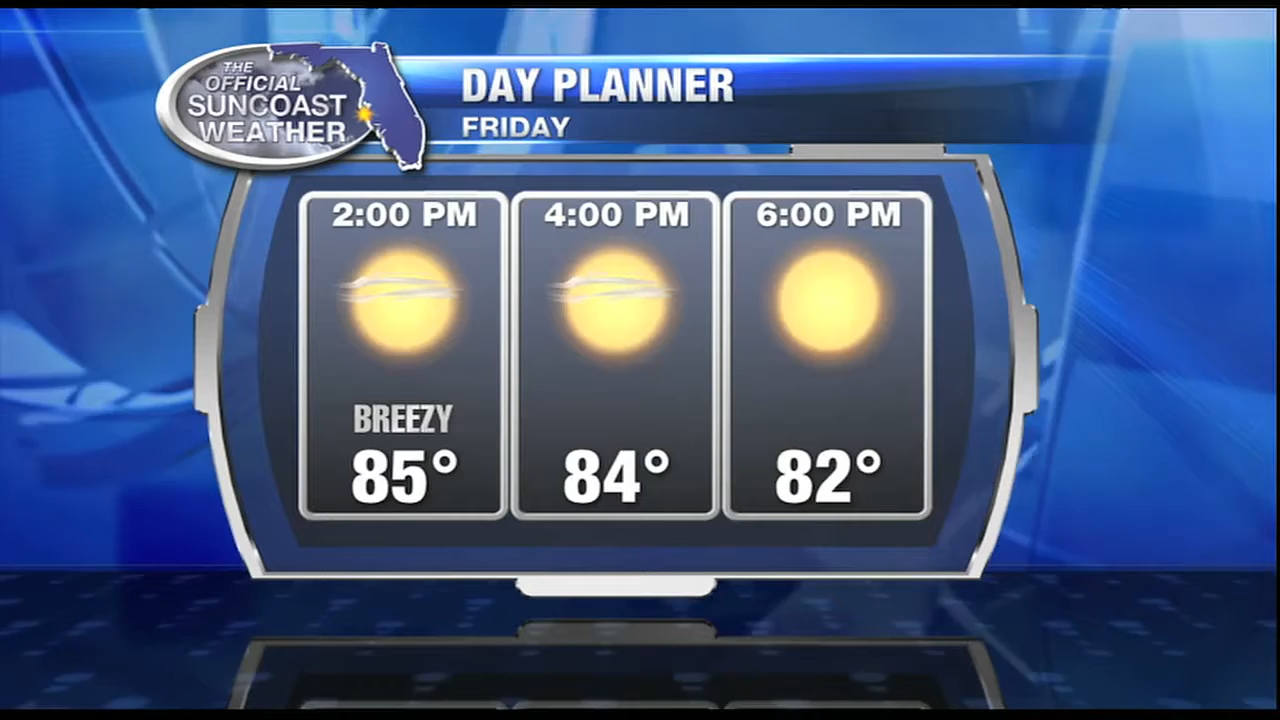 THE
OFFICIAL
SUNCOAST
WEATHER
DAY PLANNER
FRIDAY
2:00 PM
4:00 PM
6:00 PM
BREEZY
85°
84°
82°